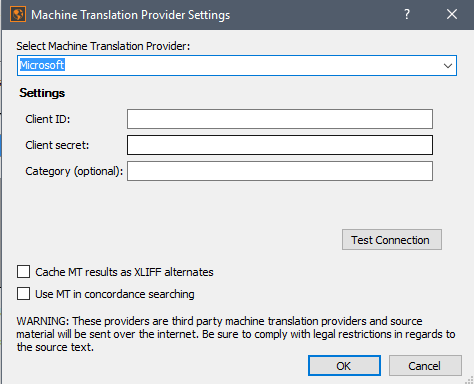 Machine Translation Provider Settings
Select Machine Translation Provider:
Microsoft
Settings
Client ID:
Client secret:
Category (optional):
Test Connection
Cache MT results as XLIFF alternates
Use MT in concordance searching
WARNING: These providers are third party machine translation providers and source
material will be sent over the internet. Be sure to comply with legal restrictions in regards to
the source text.
OK Cancel